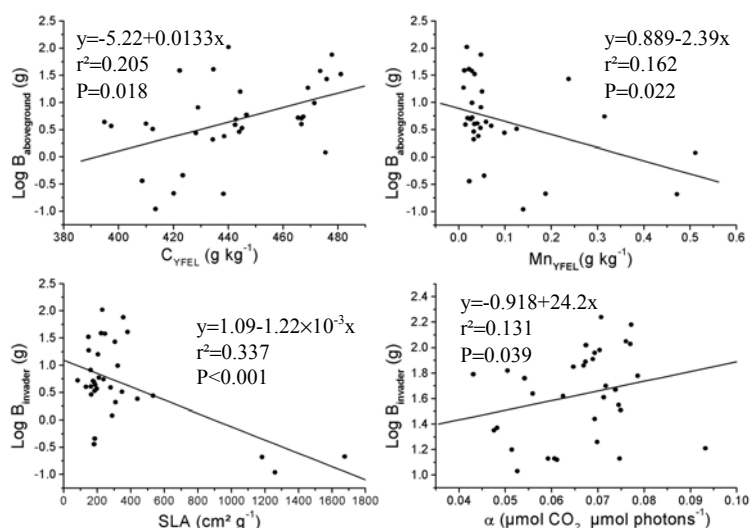 y=-5.22+0.0133x
r²=0.205
P=0.018
Log B_aboveground (g)
2.5
2.0
1.5
1.0
0.5
0.0
-0.5
-1.0
380 400 420 440 460 480
C_YFEL (g kg⁻¹)
y=0.889-2.39x
r²=0.162
P=0.022
Log B_aboveground (g)
2.5
2.0
1.5
1.0
0.5
0.0
-0.5
-1.0
0.0 0.1 0.2 0.3 0.4 0.5 0.6
Mn_YFEL(g kg⁻¹)
y=1.09-1.22×10⁻³x
r²=0.337
P<0.001
Log B_invader (g)
2.5
2.0
1.5
1.0
0.5
0.0
-0.5
-1.0
0 200 400 600 800 1000 1200 1400 1600 1800
SLA (cm² g⁻¹)
y=-0.918+24.2x
r²=0.131
P=0.039
Log B_invader (g)
2.4
2.2
2.0
1.8
1.6
1.4
1.2
1.0
0.04 0.05 0.06 0.07 0.08 0.09 0.10
α (µmol CO₂ µmol photons⁻¹)